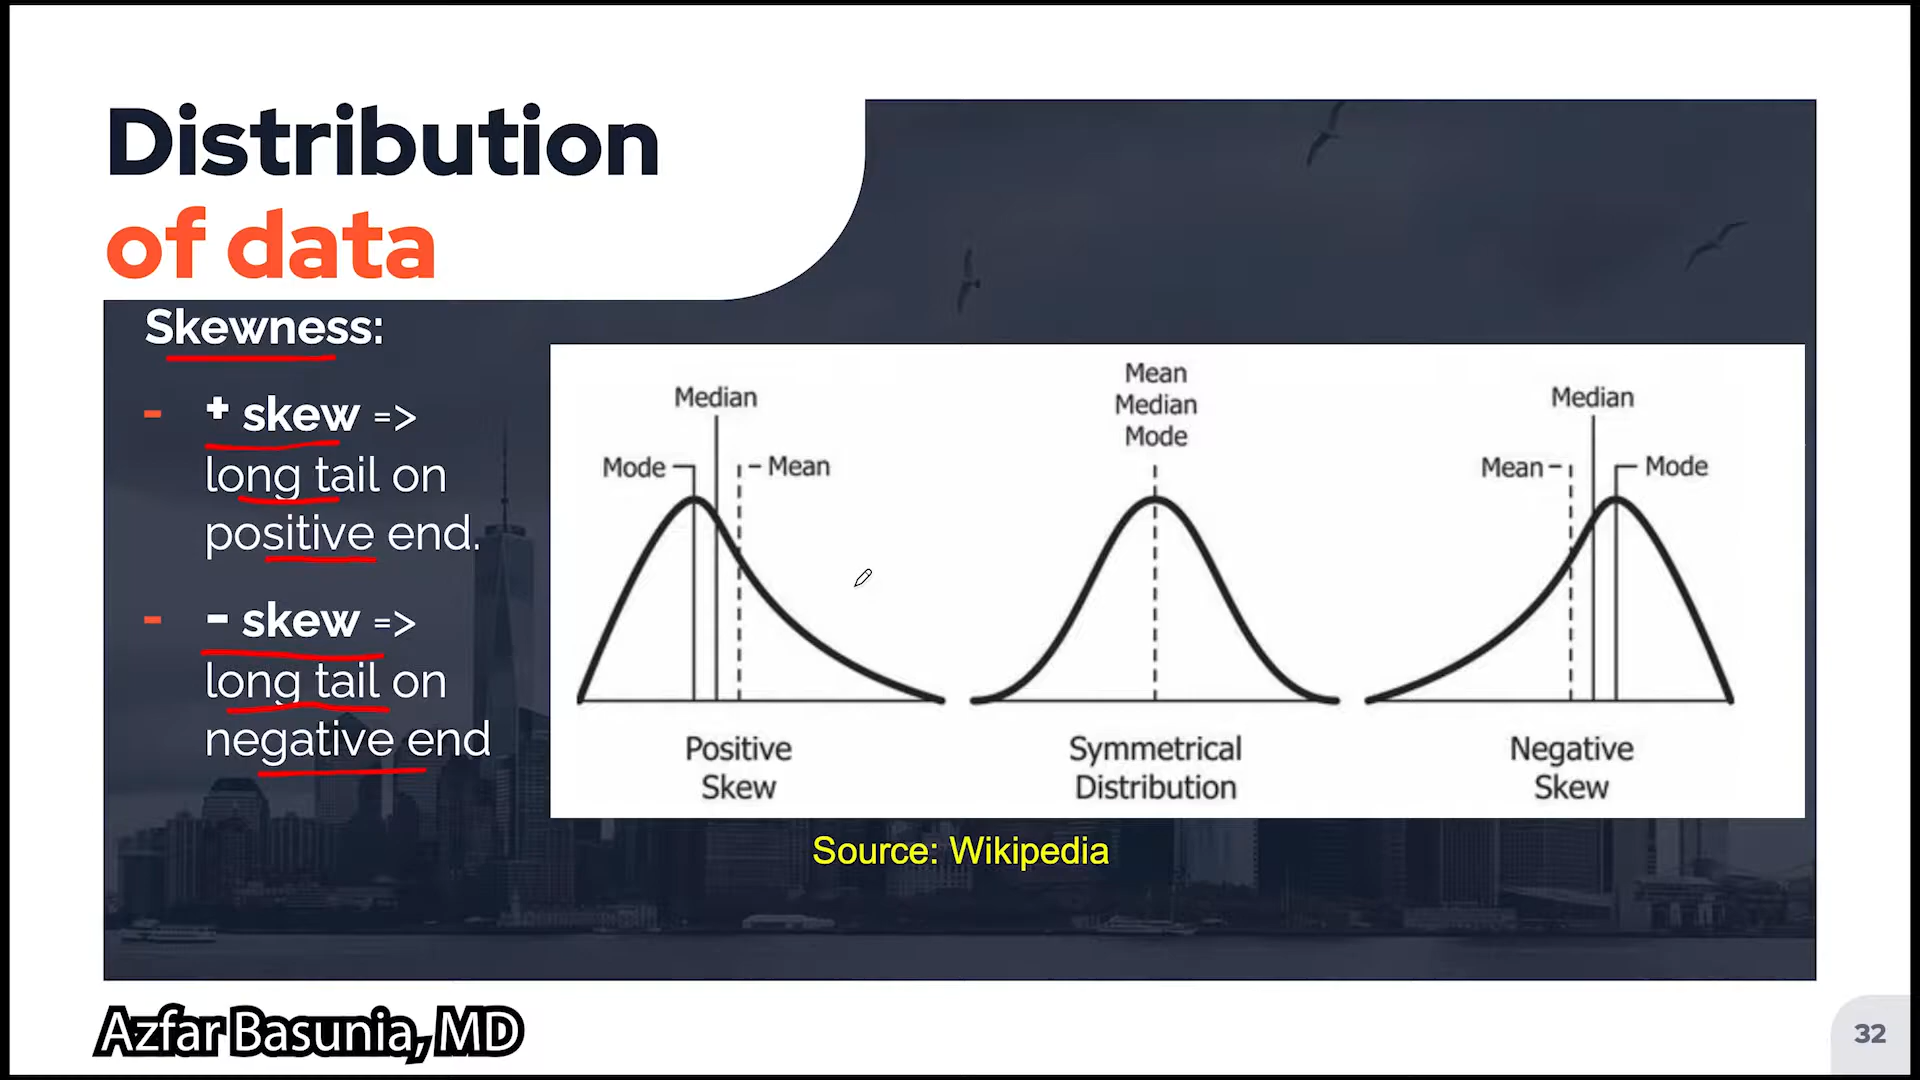 Distribution
of data
Skewness:
- + skew =>
long tail on
positive end.
- - skew =>
long tail on
negative end
Median
Mode
Mean
Positive
Skew
Mean
Median
Mode
Symmetrical
Distribution
Median
Mean
Mode
Negative
Skew
Source: Wikipedia
Azfar Basunia, MD
32